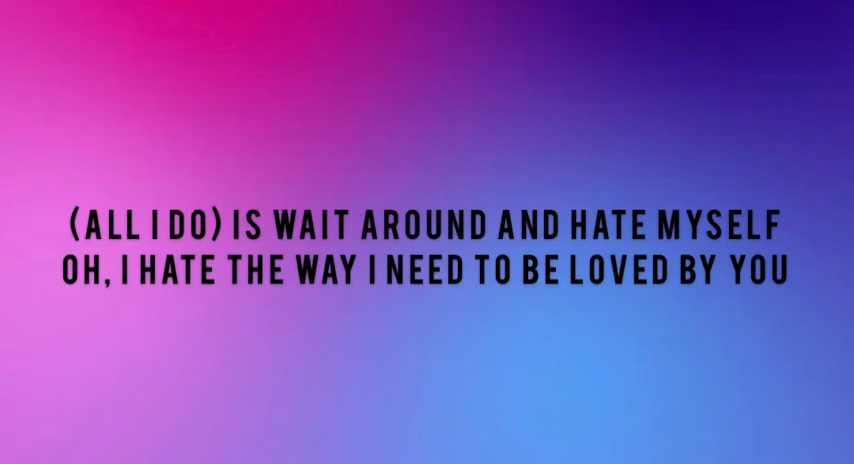 (ALL I DO) IS WAIT AROUND AND HATE MYSELF
OH, I HATE THE WAY I NEED TO BE LOVED BY YOU